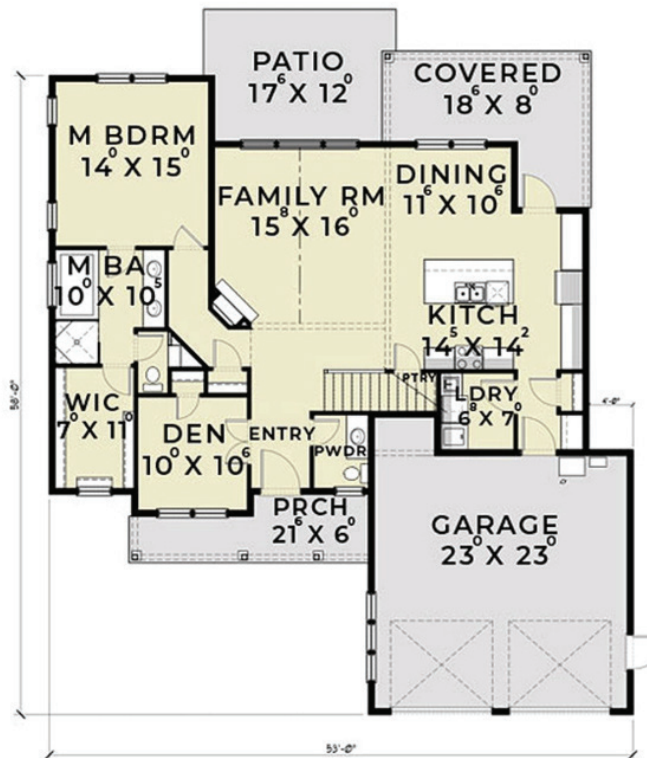 PATIO
17⁶ X 12⁰
COVERED
18⁶ X 8⁰
M BDRM
14⁰ X 15⁰
FAMILY RM
15⁸ X 16⁰
DINING
11⁶ X 10⁶
M BA
10⁰ X 10⁵
KITCH
14⁵ X 14²
PTRY
WIC
7⁰ X 11⁰
DEN
10⁰ X 10⁶
ENTRY
PWDR
LDRY
6⁸ X 7⁰
4'-0"
PRCH
21⁶ X 6⁰
GARAGE
23⁰ X 23⁰
58'-0"
53'-0"